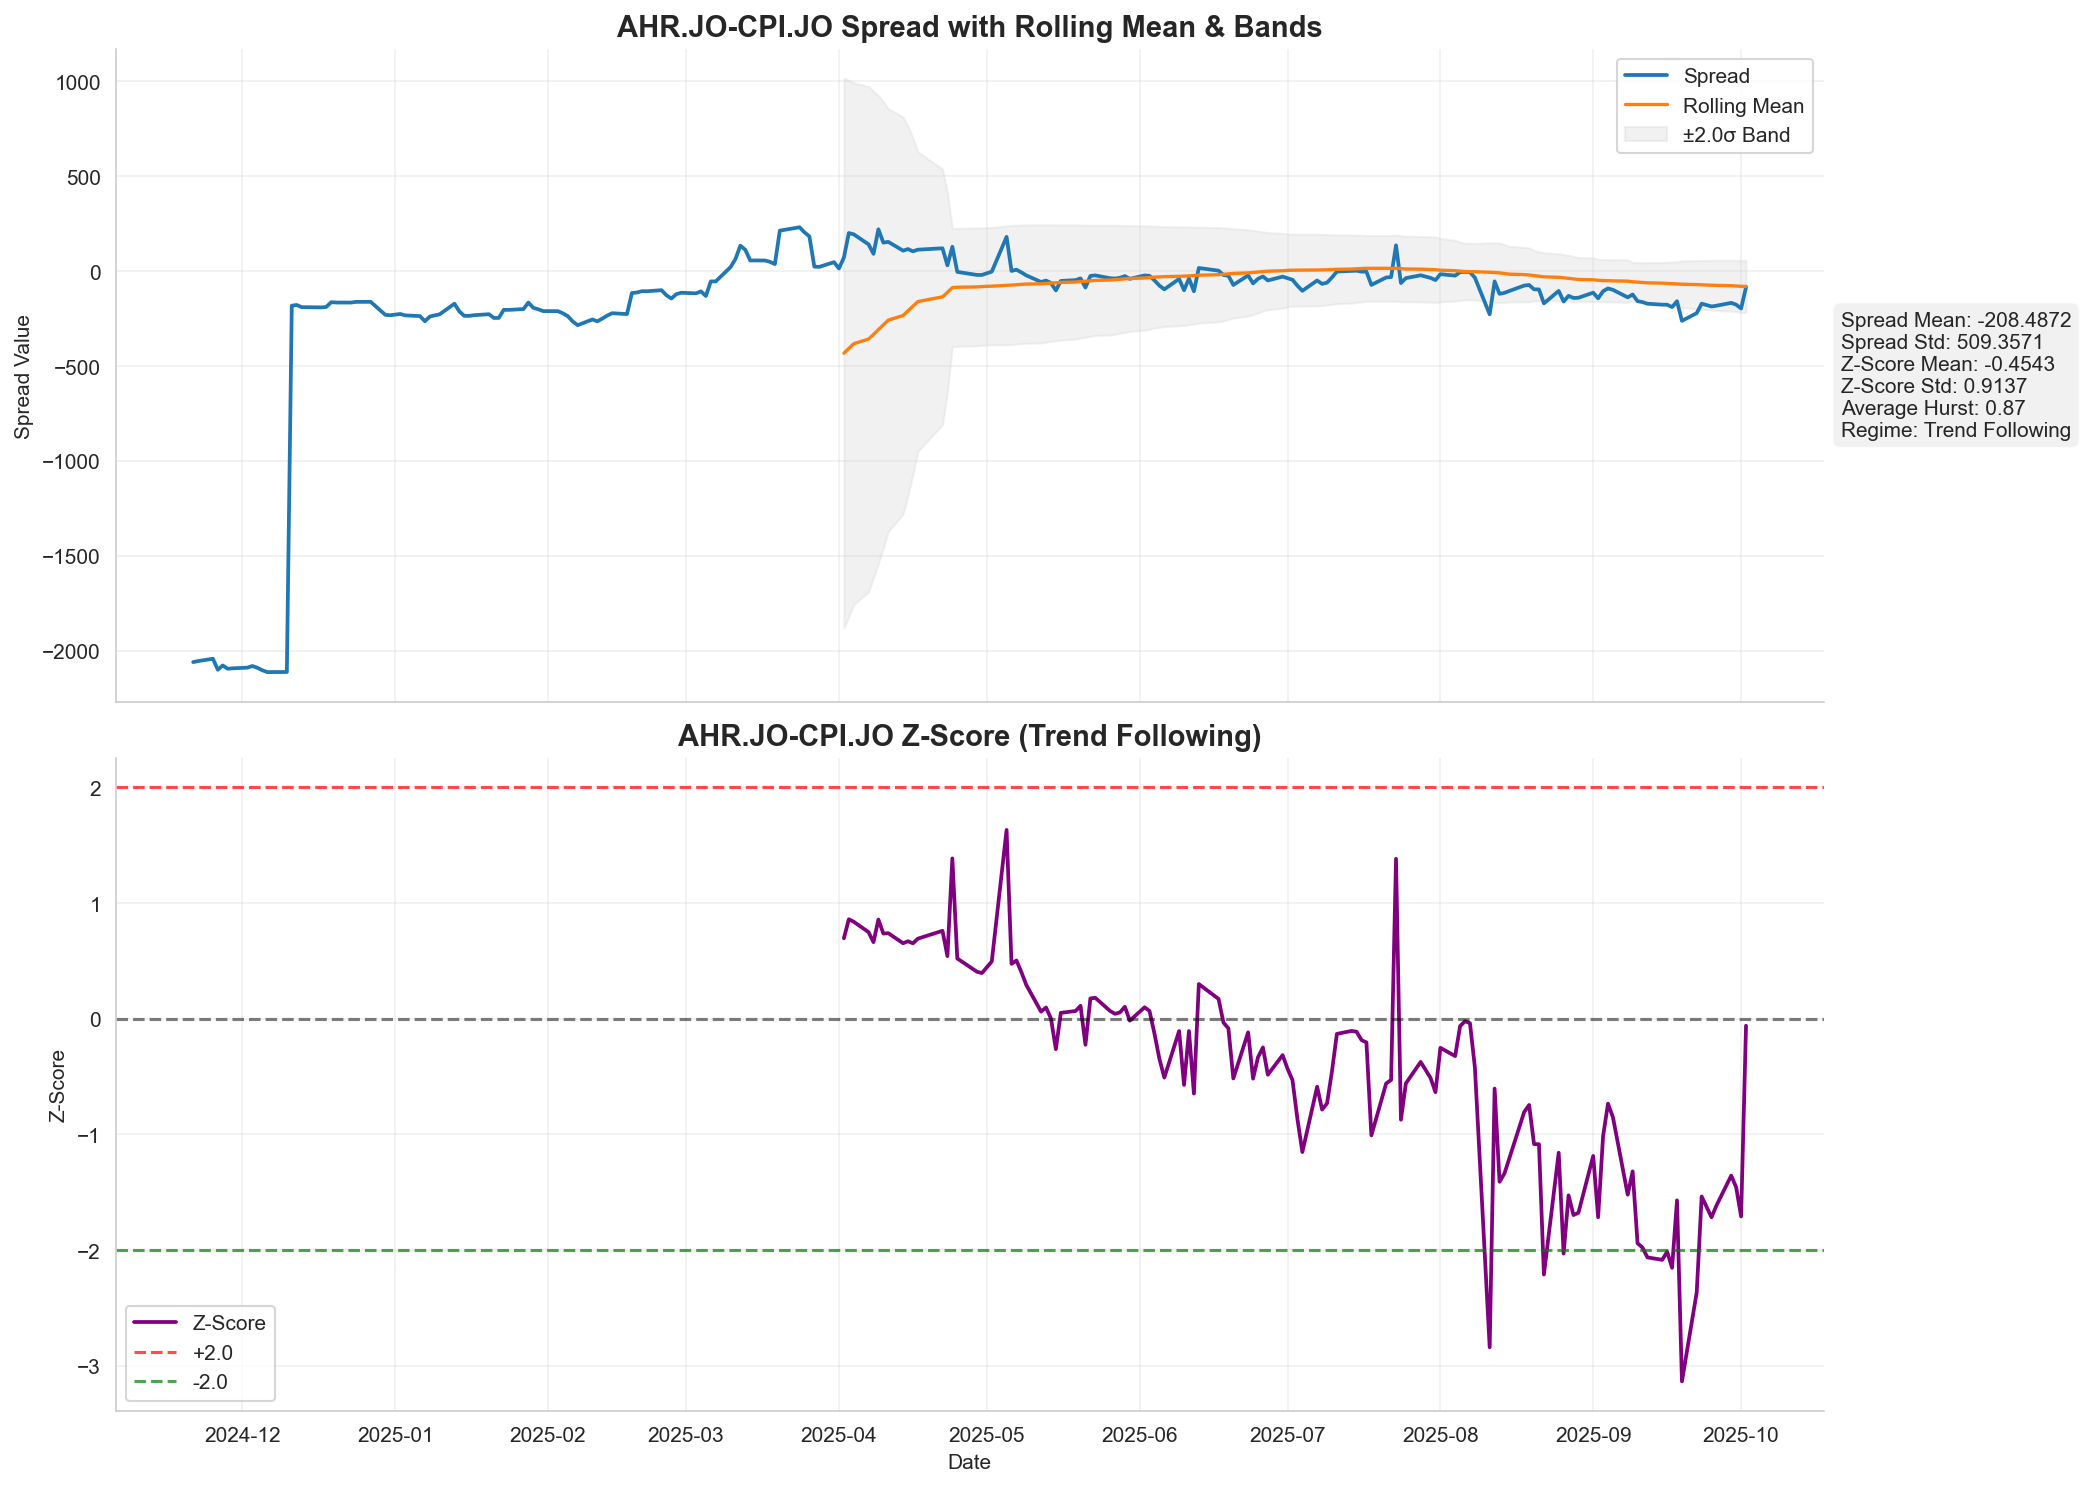 AHR.JO-CPI.JO Spread with Rolling Mean & Bands
Spread Value
1000
500
0
−500
−1000
−1500
−2000
Spread
Rolling Mean
±2.0σ Band
Spread Mean: -208.4872
Spread Std: 509.3571
Z-Score Mean: -0.4543
Z-Score Std: 0.9137
Average Hurst: 0.87
Regime: Trend Following
AHR.JO-CPI.JO Z-Score (Trend Following)
Z-Score
2
1
0
−1
−2
−3
Z-Score
+2.0
-2.0
2024-12 2025-01 2025-02 2025-03 2025-04 2025-05 2025-06 2025-07 2025-08 2025-09 2025-10
Date